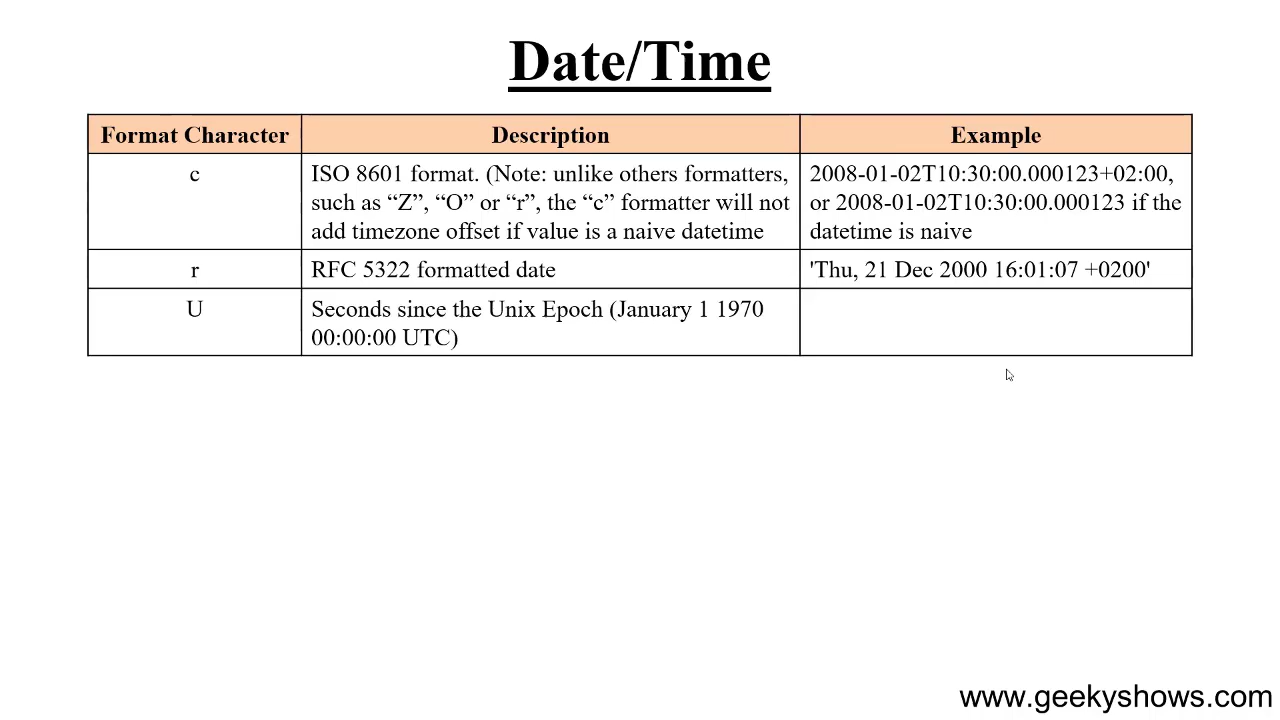 Date/Time
Format Character Description Example
c
ISO 8601 format. (Note: unlike others formatters,
such as “Z”, “O” or “r”, the “c” formatter will not
add timezone offset if value is a naive datetime
2008-01-02T10:30:00.000123+02:00,
or 2008-01-02T10:30:00.000123 if the
datetime is naive
r
RFC 5322 formatted date
'Thu, 21 Dec 2000 16:01:07 +0200'
U
Seconds since the Unix Epoch (January 1 1970
00:00:00 UTC)
www.geekyshows.com